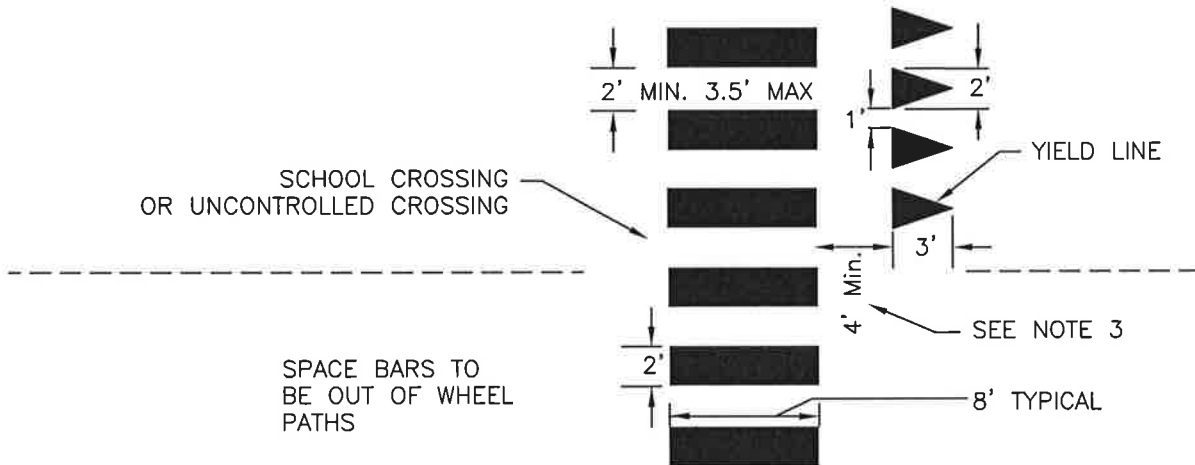 2' MIN. 3.5' MAX
2'
1'
YIELD LINE
SCHOOL CROSSING
OR UNCONTROLLED CROSSING
3'
4' Min.
SEE NOTE 3
2'
SPACE BARS TO
BE OUT OF WHEEL
PATHS
8' TYPICAL